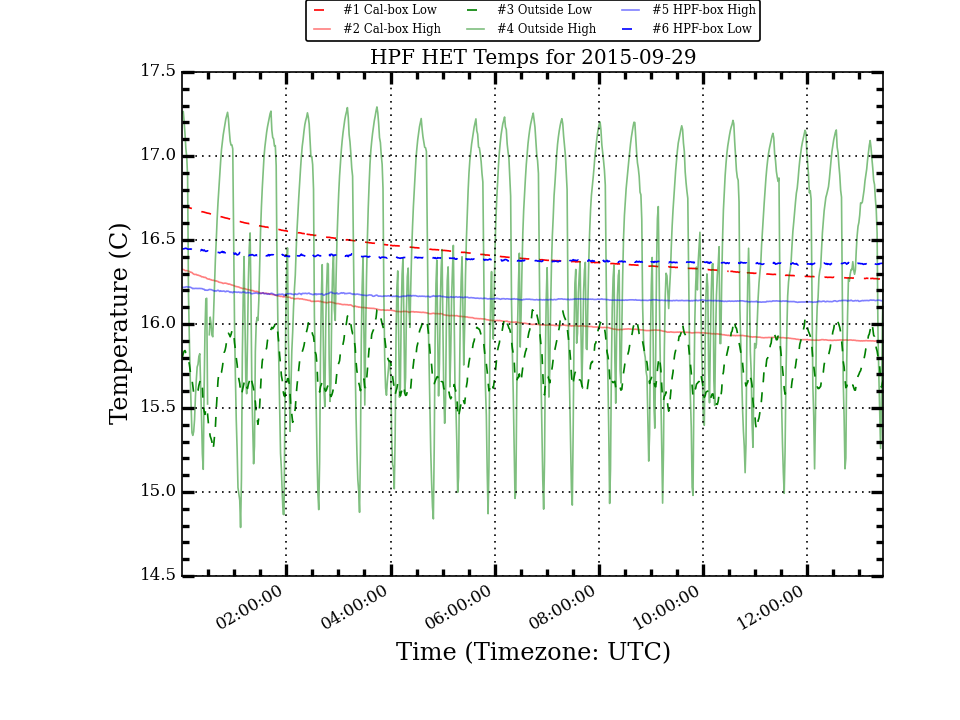 #1 Cal-box Low #3 Outside Low #5 HPF-box High
#2 Cal-box High #4 Outside High #6 HPF-box Low
HPF HET Temps for 2015-09-29
17.5
17.0
16.5
16.0
15.5
15.0
14.5
Temperature (C)
02:00:00 04:00:00 06:00:00 08:00:00 10:00:00 12:00:00
Time (Timezone: UTC)